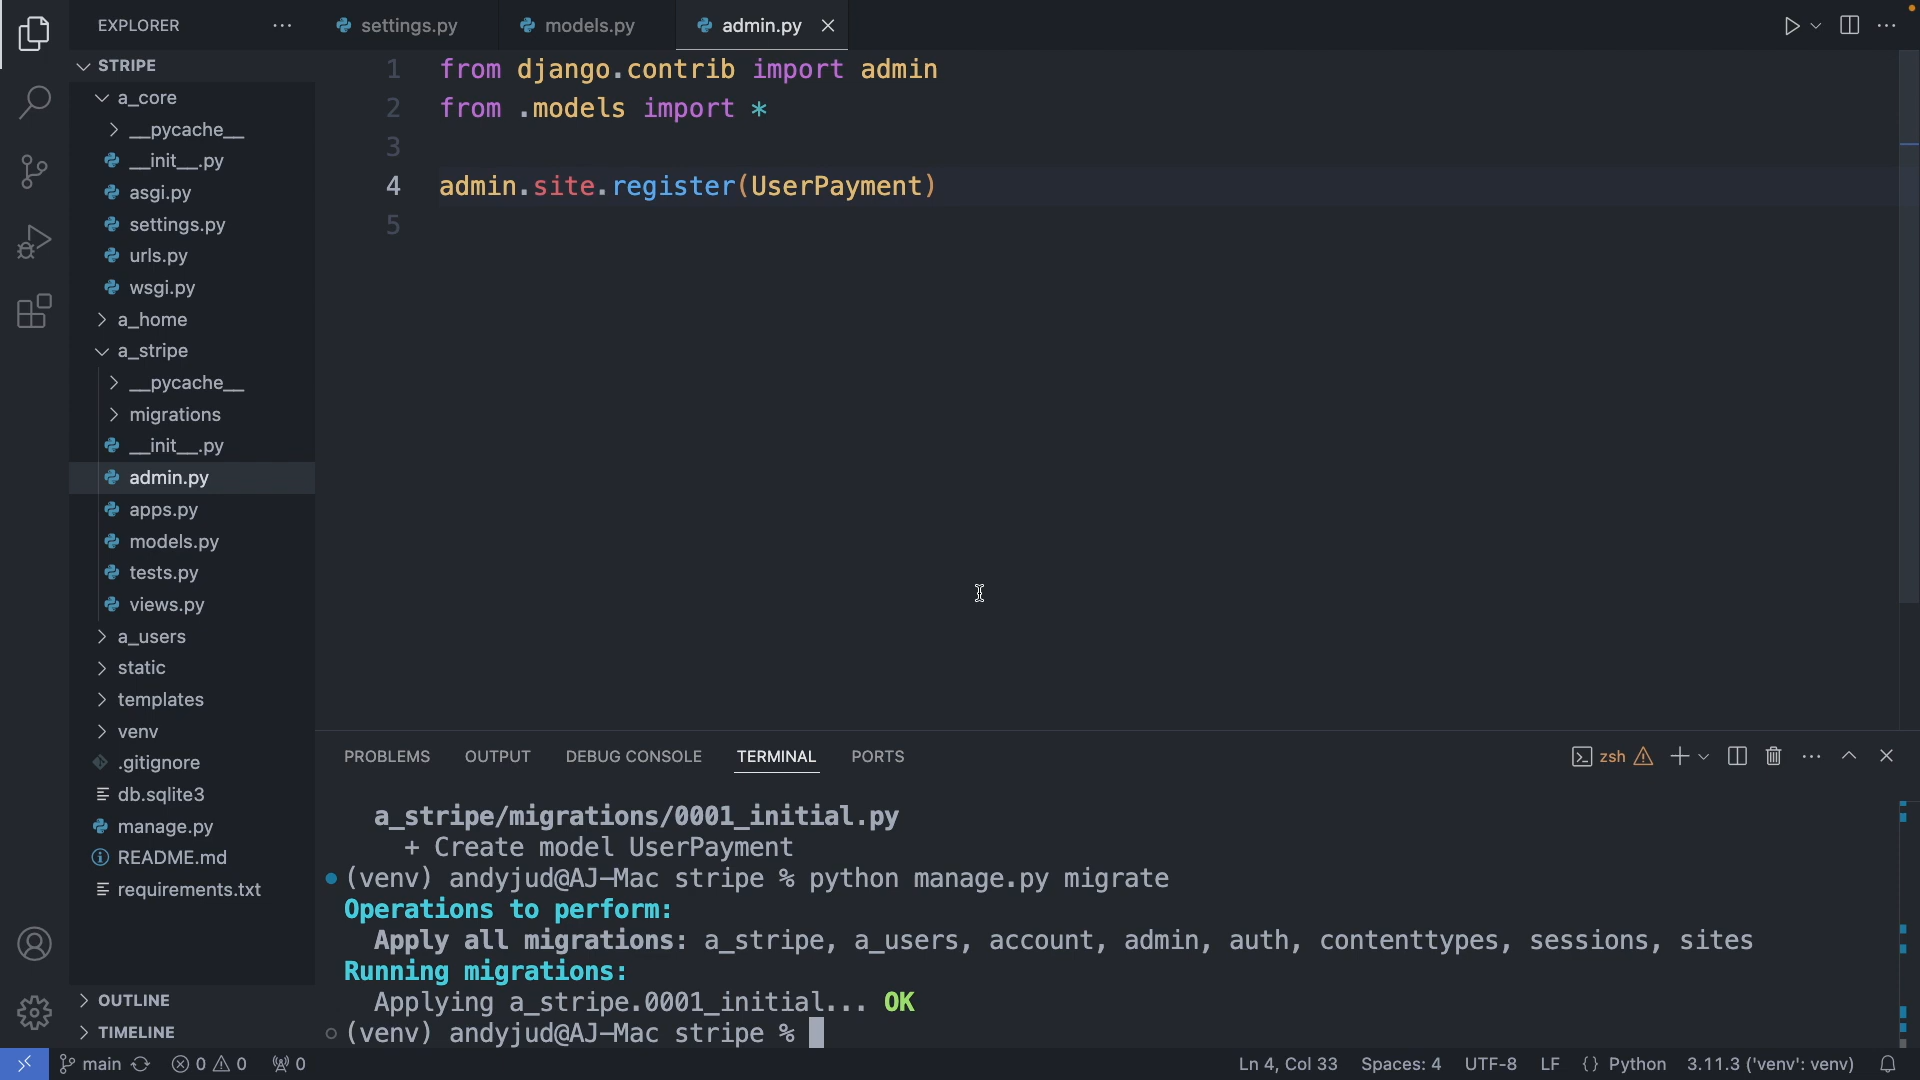 EXPLORER
settings.py
models.py
admin.py
STRIPE
a_core
__pycache__
__init__.py
asgi.py
settings.py
urls.py
wsgi.py
a_home
a_stripe
__pycache__
migrations
__init__.py
admin.py
apps.py
models.py
tests.py
views.py
a_users
static
templates
venv
.gitignore
db.sqlite3
manage.py
README.md
requirements.txt
OUTLINE
TIMELINE
1 from django.contrib import admin
2 from .models import *
3
4 admin.site.register(UserPayment)
5
PROBLEMS OUTPUT DEBUG CONSOLE TERMINAL PORTS
zsh
a_stripe/migrations/0001_initial.py
+ Create model UserPayment
(venv) andyjud@AJ-Mac stripe % python manage.py migrate
Operations to perform:
Apply all migrations: a_stripe, a_users, account, admin, auth, contenttypes, sessions, sites
Running migrations:
Applying a_stripe.0001_initial... OK
(venv) andyjud@AJ-Mac stripe %
main 0 0 0 Ln 4, Col 33 Spaces: 4 UTF-8 LF {} Python 3.11.3 ('venv': venv)